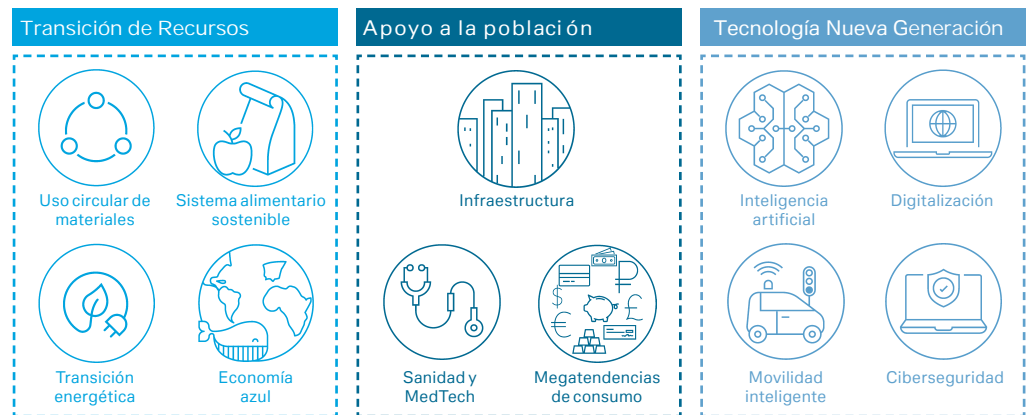 Transición de Recursos
Uso circular de
materiales
Sistema alimentario
sostenible
Transición
energética
Economía
azul
Apoyo a la población
Infraestructura
Sanidad y
MedTech
Megatendencias
de consumo
Tecnología Nueva Generación
Inteligencia
artificial
Digitalización
Movilidad
inteligente
Ciberseguridad